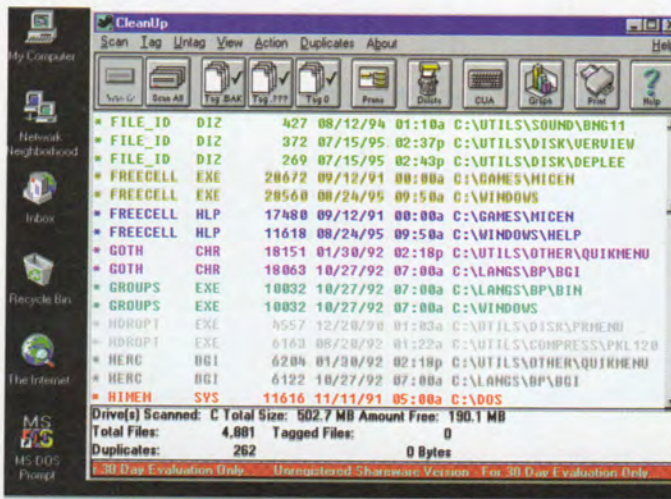 My Computer
Network Neighborhood
Inbox
Recycle Bin
The Internet
MS-DOS Prompt
CleanUp
Scan Tag Untag View Action Duplicates About Help
Scan All Tag .BAK Tag .??? Tag 0 Prune Delete CUA Graph Print Help
FILE_ID DIZ 427 08/12/94 01:10a C:\UTILS\SOUND\BNG11
FILE_ID DIZ 372 07/15/95 02:37p C:\UTILS\DISK\VERVIEW
FILE_ID DIZ 269 07/15/95 02:43p C:\UTILS\DISK\DEPLEE
FREECELL EXE 28672 09/12/91 00:00a C:\GAMES\MICEN
FREECELL EXE 28560 08/24/95 09:50a C:\WINDOWS
FREECELL HLP 17480 09/12/91 00:00a C:\GAMES\MICEN
FREECELL HLP 11618 08/24/95 09:50a C:\WINDOWS\HELP
GOTH CHR 18151 01/30/92 02:18p C:\UTILS\OTHER\QUIKMENU
GOTH CHR 18063 10/27/92 07:00a C:\LANGS\BP\BGI
GROUPS EXE 10032 10/27/92 07:00a C:\LANGS\BP\BIN
GROUPS EXE 10032 10/27/92 07:00a C:\WINDOWS
HDROPT EXE 4557 12/20/90 01:03a C:\UTILS\DISK\PRMENU
HDROPT EXE 6163 08/20/92 01:22a C:\UTILS\COMPRESS\PKL120
HERC BGI 6204 01/30/92 02:18p C:\UTILS\OTHER\QUIKMENU
HERC BGI 6122 10/27/92 07:00a C:\LANGS\BP\BGI
HIMEM SYS 11616 11/11/91 05:00a C:\DOS
Drive(s) Scanned: C Total Size: 502.7 MB Amount Free: 190.1 MB
Total Files: 4,881 Tagged Files: 0
Duplicates: 262 0 Bytes
r 30 Day Evaluation Only. Unregistered Shareware Version - For 30 Day Evaluation Only.